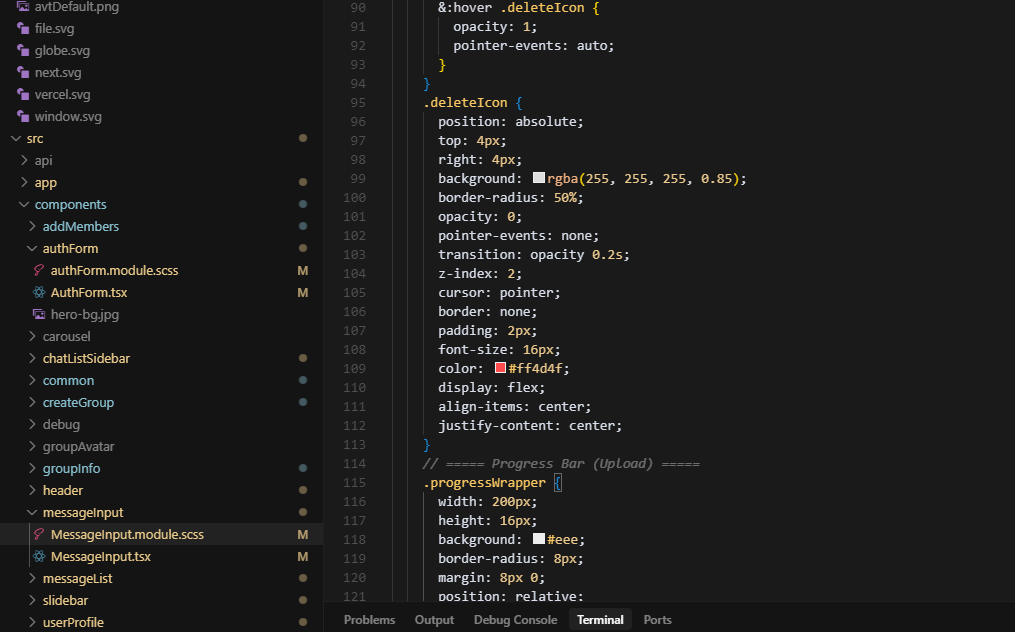 avtDefault.png
file.svg
globe.svg
next.svg
vercel.svg
window.svg
src
api
app
components
addMembers
authForm
authForm.module.scss M
AuthForm.tsx M
hero-bg.jpg
carousel
chatListSidebar
common
createGroup
debug
groupAvatar
groupInfo
header
messageInput
MessageInput.module.scss M
MessageInput.tsx M
messageList
slidebar
userProfile
90 &:hover .deleteIcon {
91 opacity: 1;
92 pointer-events: auto;
93 }
94 }
95 .deleteIcon {
96 position: absolute;
97 top: 4px;
98 right: 4px;
99 background: rgba(255, 255, 255, 0.85);
100 border-radius: 50%;
101 opacity: 0;
102 pointer-events: none;
103 transition: opacity 0.2s;
104 z-index: 2;
105 cursor: pointer;
106 border: none;
107 padding: 2px;
108 font-size: 16px;
109 color: #ff4d4f;
110 display: flex;
111 align-items: center;
112 justify-content: center;
113 }
114 // ===== Progress Bar (Upload) =====
115 .progressWrapper {
116 width: 200px;
117 height: 16px;
118 background: #eee;
119 border-radius: 8px;
120 margin: 8px 0;
121 position: relative;
Problems Output Debug Console Terminal Ports